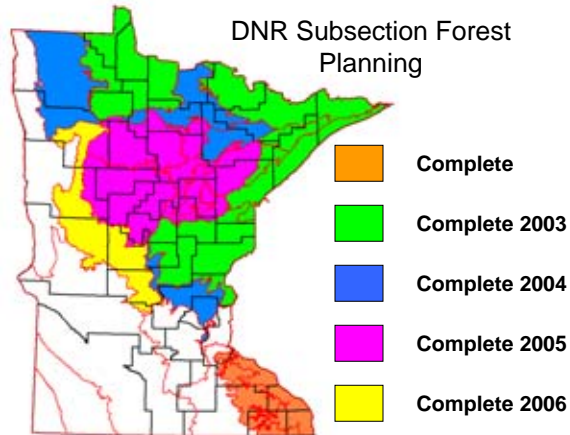 DNR Subsection Forest
Planning
Complete
Complete 2003
Complete 2004
Complete 2005
Complete 2006